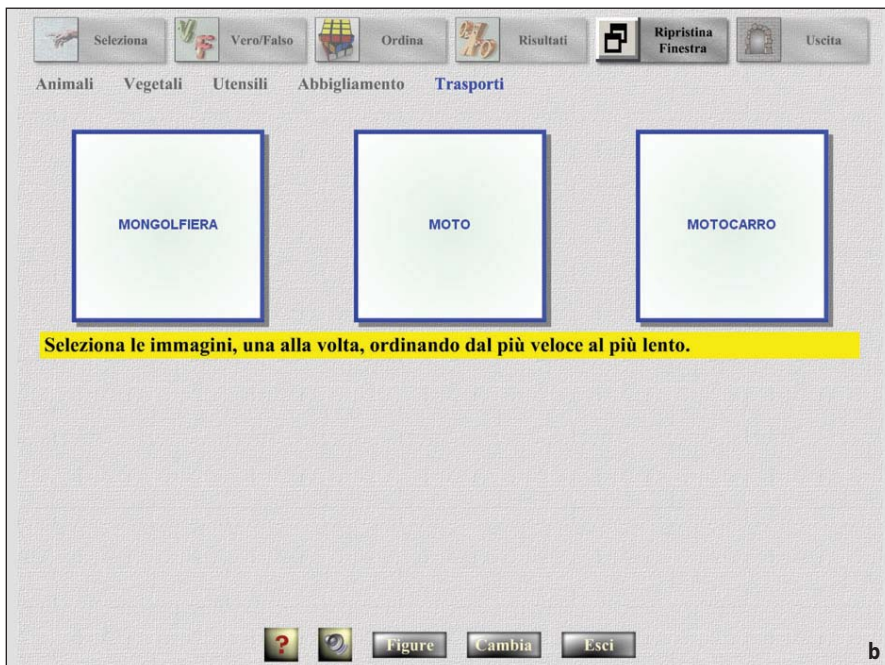 Seleziona
Vero/Falso
Ordina
Risultati
Ripristina
Finestra
Uscita
Animali Vegetali Utensili Abbigliamento Trasporti
MONGOLFIERA MOTO MOTOCARRO
Seleziona le immagini, una alla volta, ordinando dal più veloce al più lento.
? Figure Cambia Esci
b